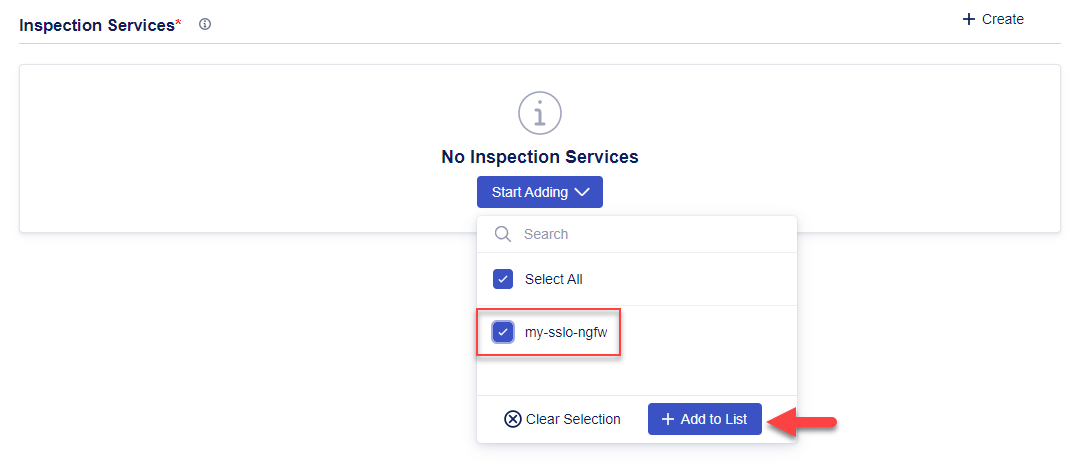 Inspection Services*
+ Create
No Inspection Services
Start Adding
Search
Select All
my-sslo-ngfw
Clear Selection
+ Add to List